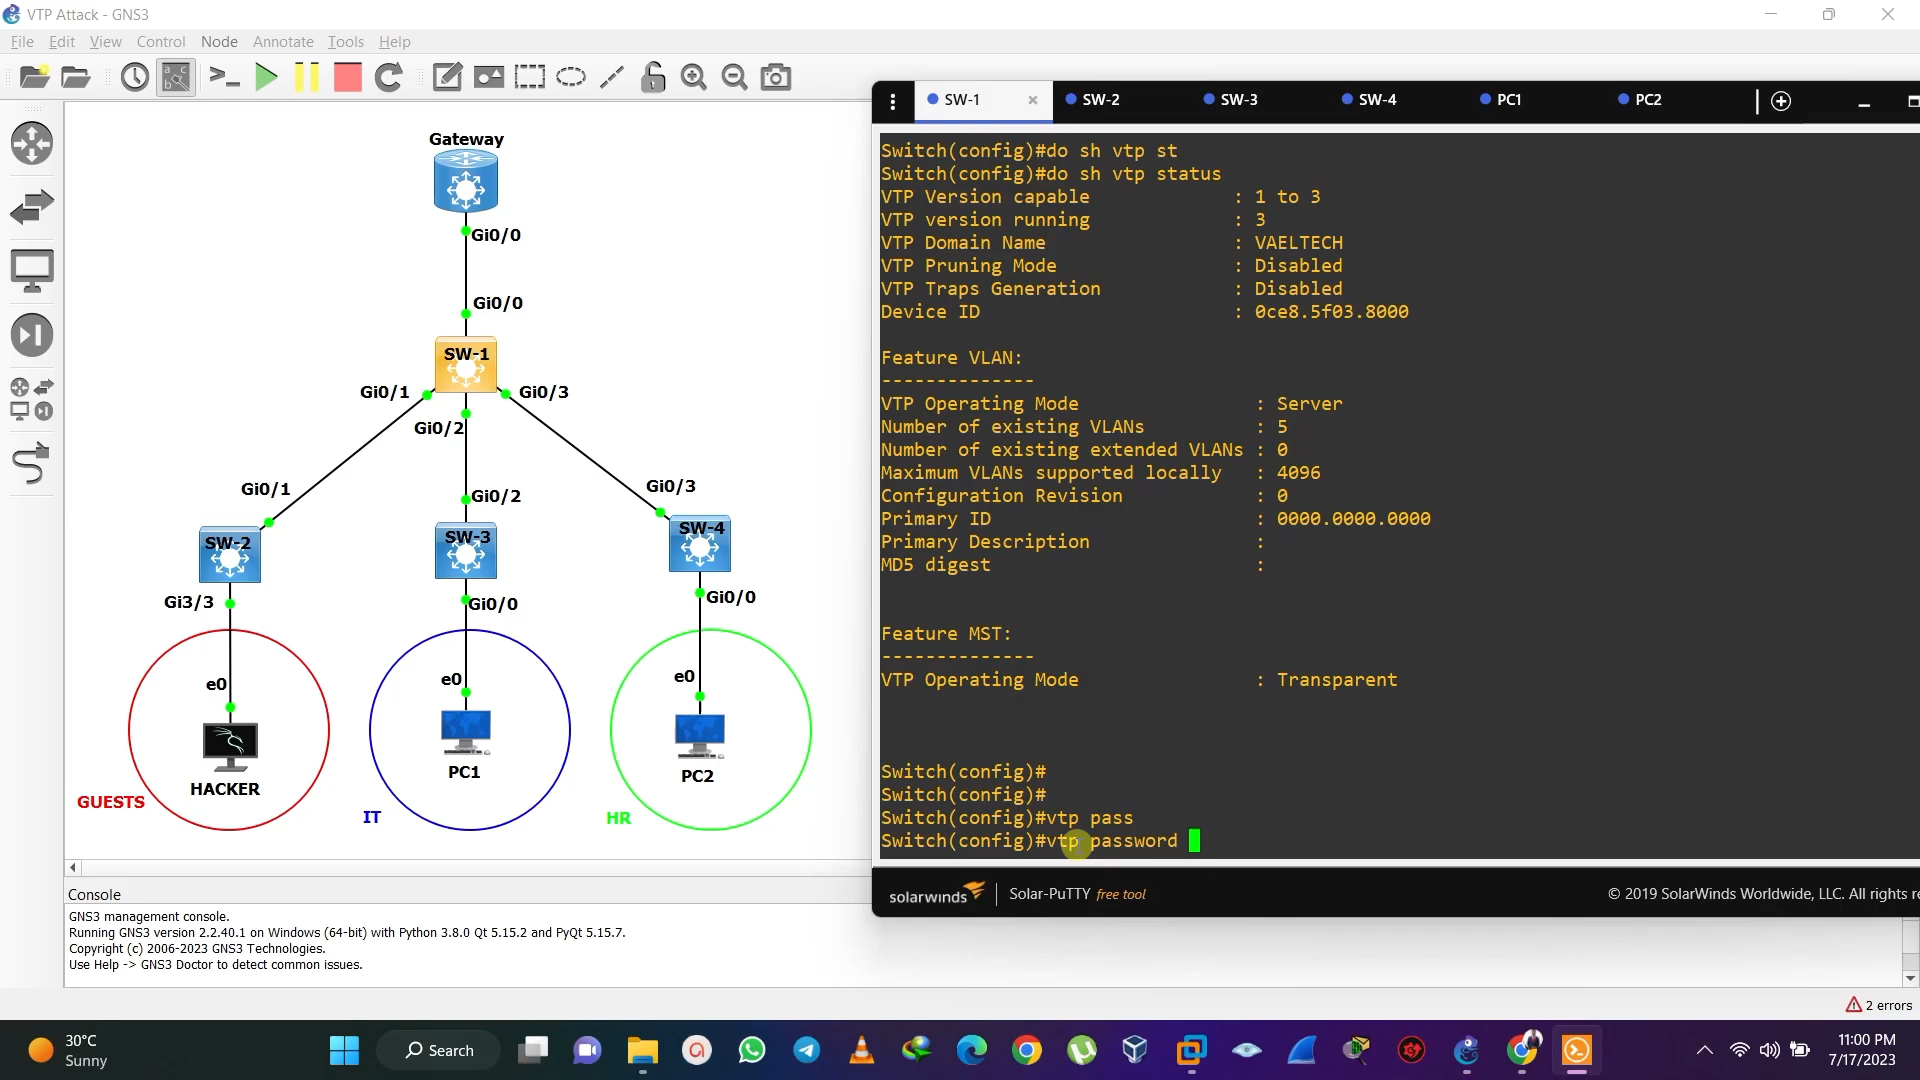 VTP Attack - GNS3
File Edit View Control Node Annotate Tools Help
SW-1 × SW-2 SW-3 SW-4 PC1 PC2
Gateway
Gi0/0
Gi0/0
SW-1
Gi0/1
Gi0/3
Gi0/2
Gi0/1
Gi0/2
Gi0/3
SW-2
SW-3
SW-4
Gi3/3
Gi0/0
Gi0/0
e0
e0
e0
HACKER
PC1
PC2
GUESTS
IT
HR
Switch(config)#do sh vtp st
Switch(config)#do sh vtp status
VTP Version capable : 1 to 3
VTP version running : 3
VTP Domain Name : VAELTECH
VTP Pruning Mode : Disabled
VTP Traps Generation : Disabled
Device ID : 0ce8.5f03.8000
Feature VLAN:
--------------
VTP Operating Mode : Server
Number of existing VLANs : 5
Number of existing extended VLANs : 0
Maximum VLANs supported locally : 4096
Configuration Revision : 0
Primary ID : 0000.0000.0000
Primary Description :
MD5 digest :
Feature MST:
--------------
VTP Operating Mode : Transparent
Switch(config)#
Switch(config)#
Switch(config)#vtp pass
Switch(config)#vtp password
solarwinds | Solar-PuTTY free tool © 2019 SolarWinds Worldwide, LLC. All rights re
Console
GNS3 management console.
Running GNS3 version 2.2.40.1 on Windows (64-bit) with Python 3.8.0 Qt 5.15.2 and PyQt 5.15.7.
Copyright (c) 2006-2023 GNS3 Technologies.
Use Help -> GNS3 Doctor to detect common issues.
2 errors
30°C
Sunny
Search
11:00 PM
7/17/2023